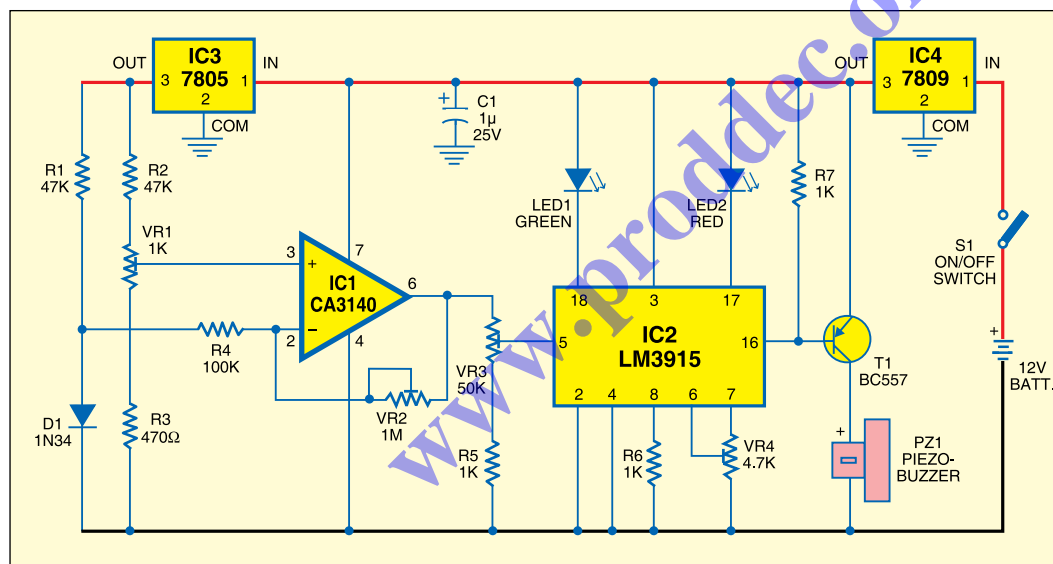 OUT
IC3
7805
IN
3
1
2
COM
OUT
IC4
7809
IN
3
1
2
COM
C1
1µ
25V
+
R1
47K
R2
47K
VR1
1K
R7
1K
LED1
GREEN
LED2
RED
S1
ON/OFF
SWITCH
3
+
7
IC1
CA3140
6
−
2
4
R4
100K
VR2
1M
VR3
50K
18
3
17
5
IC2
LM3915
16
2
4
8
6
7
T1
BC557
+
12V
BATT.
D1
1N34
R3
470Ω
R5
1K
R6
1K
VR4
4.7K
+
PZ1
PIEZO-
BUZZER